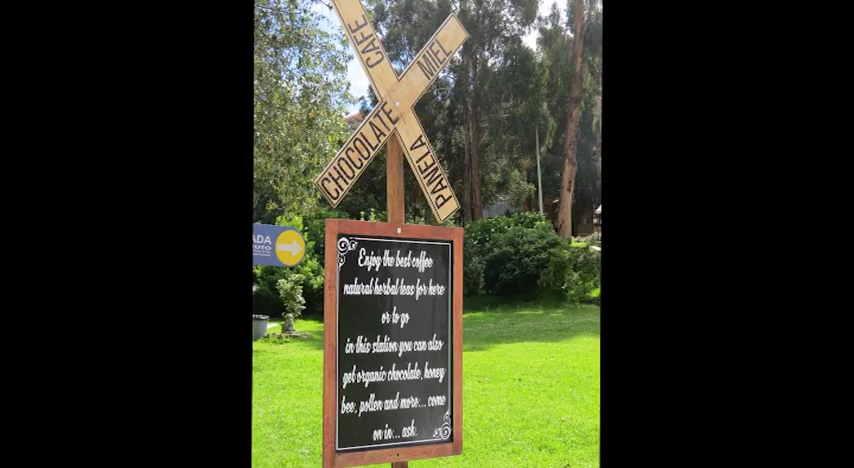 CAFE
MIEL
CHOCOLATE
PANELA
ADA
Enjoy the best coffee
natural herbal teas for here
or to go
in this station you can also
get organic chocolate, honey
bee, pollen and more... come
on in... ask.